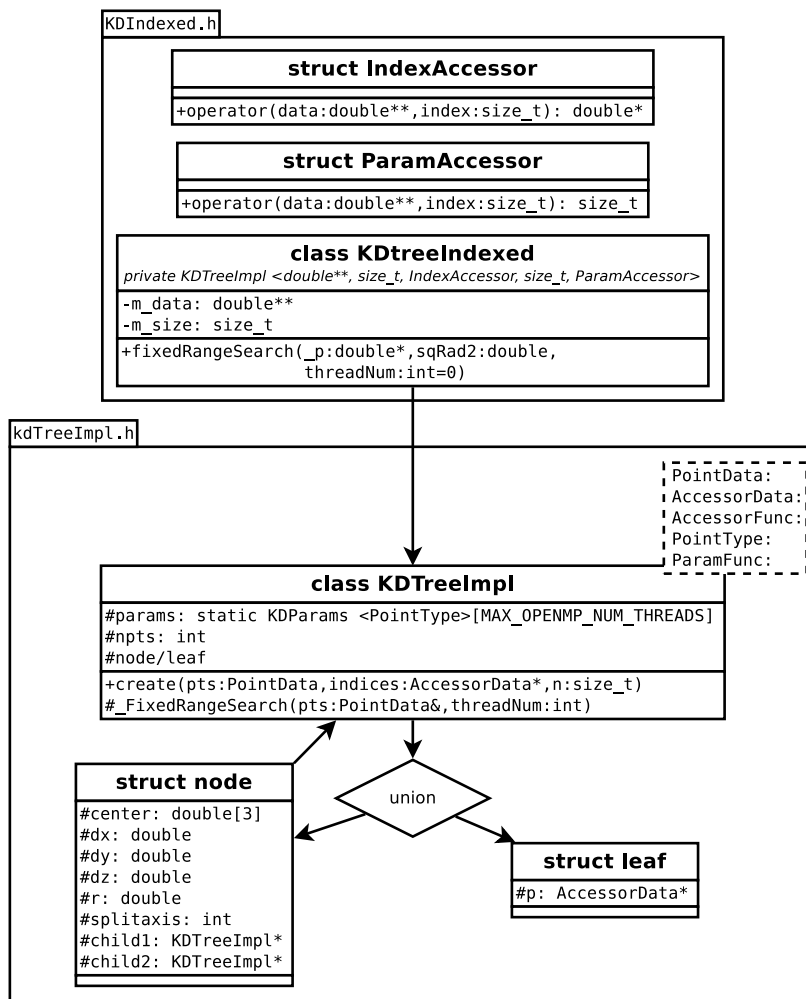 KDIndexed.h
struct IndexAccessor
+operator(data:double**,index:size_t): double*
struct ParamAccessor
+operator(data:double**,index:size_t): size_t
class KDtreeIndexed
private KDTreeImpl <double**, size_t, IndexAccessor, size_t, ParamAccessor>
-m_data: double**
-m_size: size_t
+fixedRangeSearch(_p:double*,sqRad2:double,
threadNum:int=0)
kdTreeImpl.h
PointData:
AccessorData:
AccessorFunc:
PointType:
ParamFunc:
class KDTreeImpl
#params: static KDParams <PointType>[MAX_OPENMP_NUM_THREADS]
#npts: int
#node/leaf
+create(pts:PointData,indices:AccessorData*,n:size_t)
#_FixedRangeSearch(pts:PointData&,threadNum:int)
union
struct node
#center: double[3]
#dx: double
#dy: double
#dz: double
#r: double
#splitaxis: int
#child1: KDTreeImpl*
#child2: KDTreeImpl*
struct leaf
#p: AccessorData*